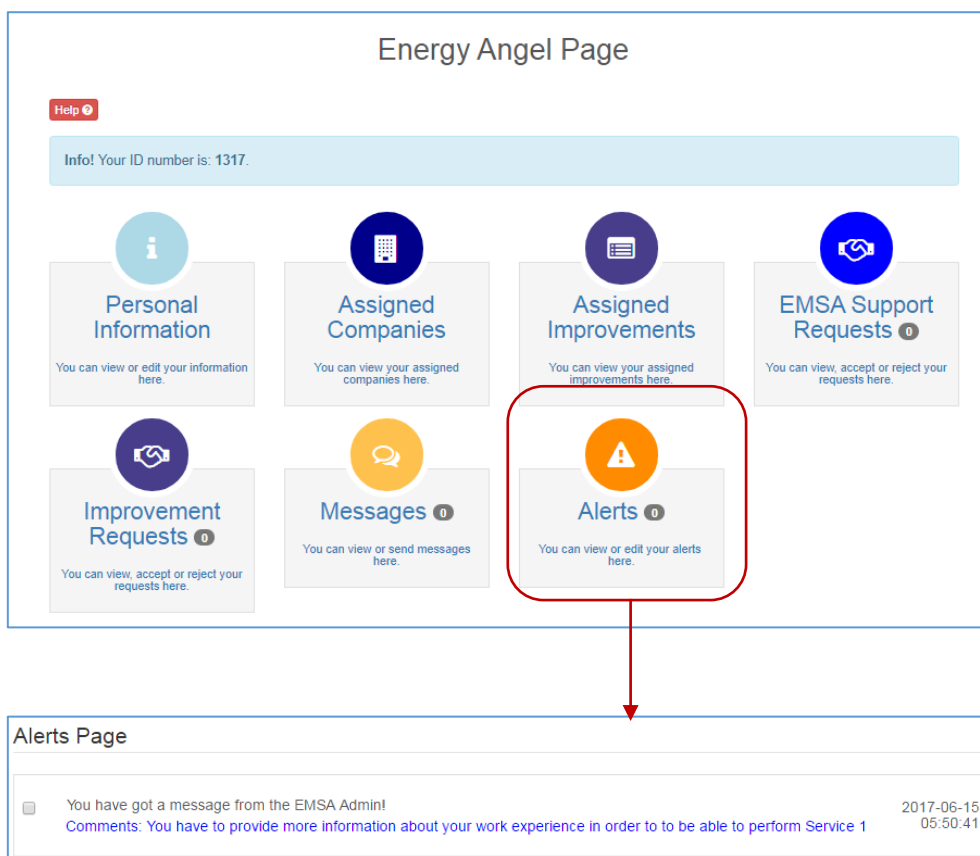 Energy Angel Page
Help
Info! Your ID number is: 1317.
Personal
Information
You can view or edit your information
here.
Assigned
Companies
You can view your assigned
companies here.
Assigned
Improvements
You can view your assigned
improvements here.
EMSA Support
Requests 0
You can view, accept or reject your
requests here.
Improvement
Requests 0
You can view, accept or reject your
requests here.
Messages 0
You can view or send messages
here.
Alerts 0
You can view or edit your alerts
here.
Alerts Page
You have got a message from the EMSA Admin!
Comments: You have to provide more information about your work experience in order to to be able to perform Service 1
2017-06-15
05:50:41